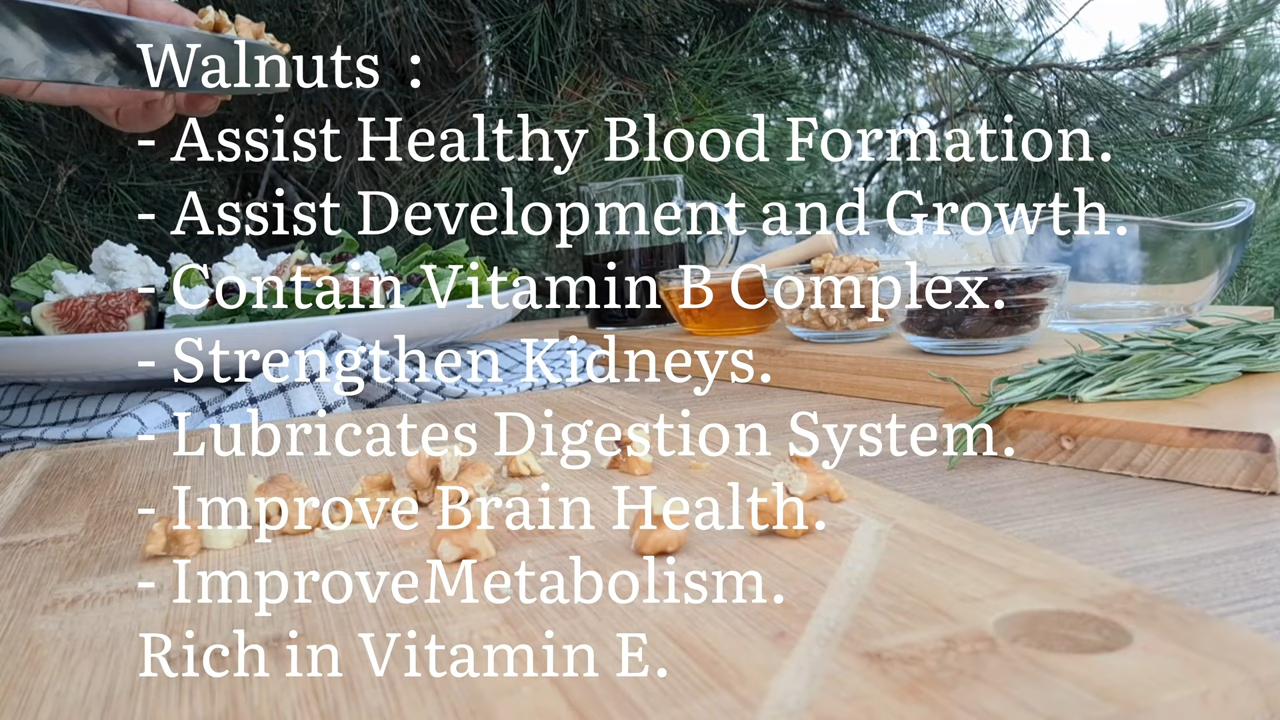 Walnuts :
- Assist Healthy Blood Formation.
- Assist Development and Growth.
- Contain Vitamin B Complex.
- Strengthen Kidneys.
- Lubricates Digestion System.
- Improve Brain Health.
- ImproveMetabolism.
Rich in Vitamin E.